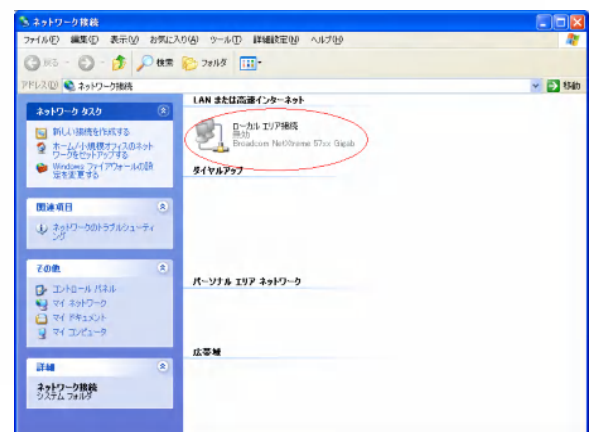 ネットワーク接続
ファイル(F) 編集(E) 表示(V) お気に入り(A) ツール(T) 詳細設定(N) ヘルプ(H)
戻る 検索 フォルダ
アドレス(D) ネットワーク接続 移動
ネットワーク タスク
新しい接続を作成する
ホーム/小規模オフィスのネット
ワークをセットアップする
Windows ファイアウォールの設
定を変更する
関連項目
ネットワークのトラブルシューティ
ング
その他
コントロール パネル
マイ ネットワーク
マイ ドキュメント
マイ コンピュータ
詳細
ネットワーク接続
システム フォルダ
LAN または高速インターネット
ローカル エリア接続
無効
Broadcom NetXtreme 57xx Gigab
ダイヤルアップ
パーソナル エリア ネットワーク
広帯域